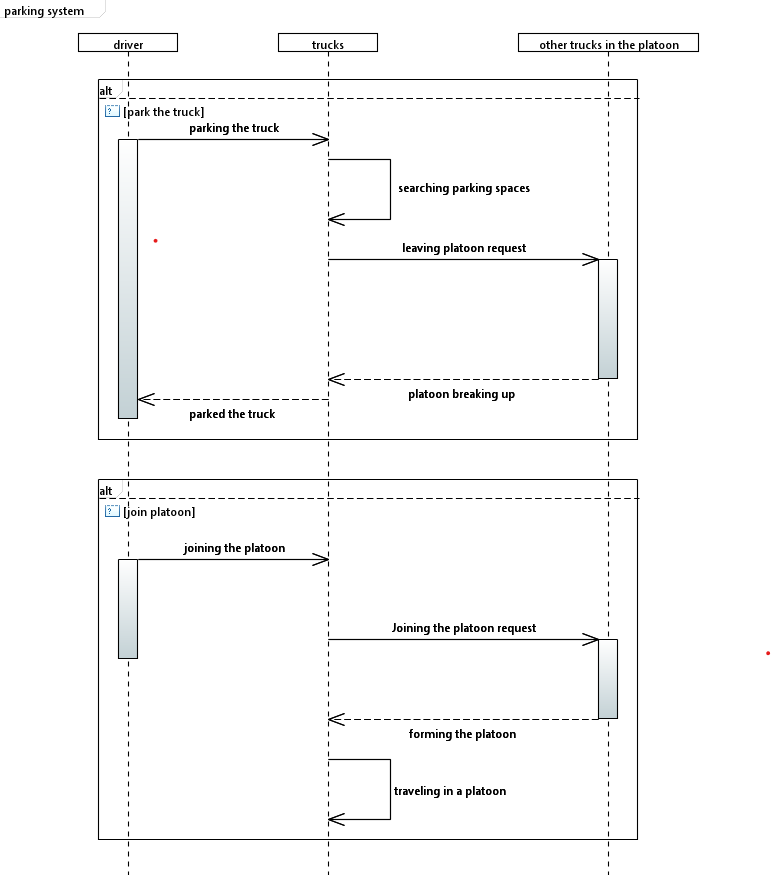 parking system
driver
trucks
other trucks in the platoon
alt
? [park the truck]
parking the truck
searching parking spaces
leaving platoon request
platoon breaking up
parked the truck
alt
? [join platoon]
joining the platoon
Joining the platoon request
forming the platoon
traveling in a platoon